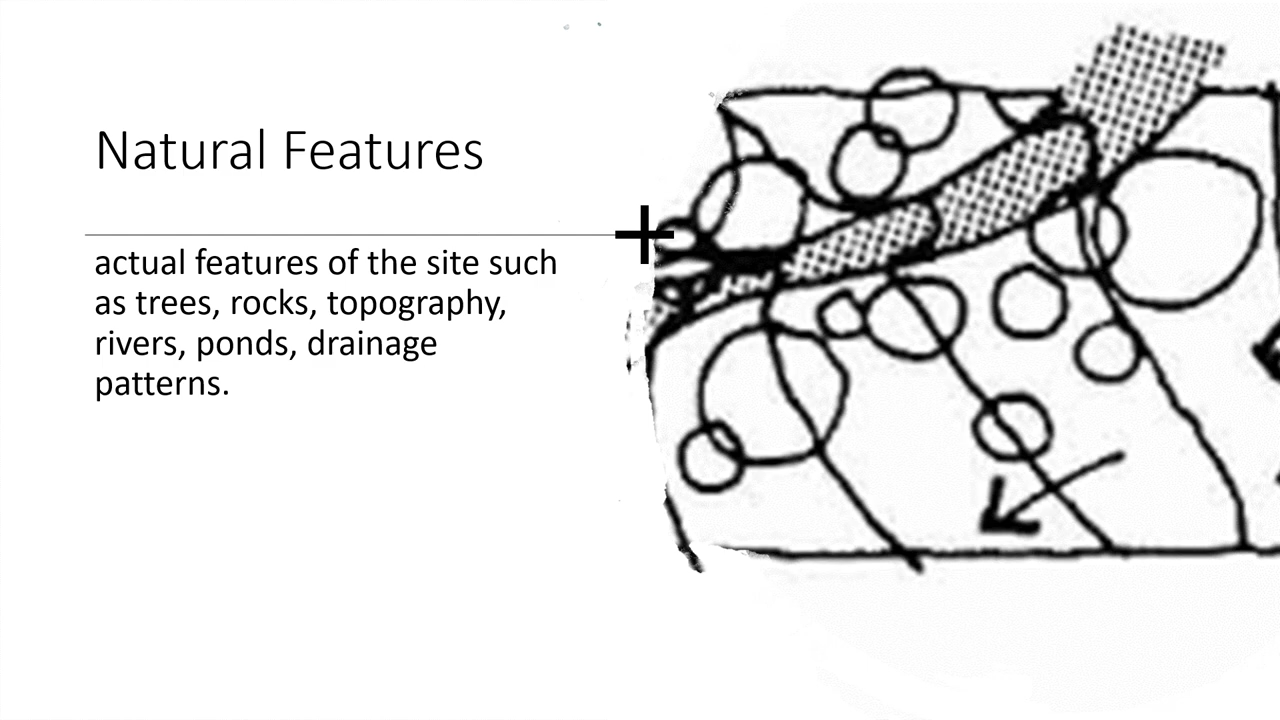 Natural Features
actual features of the site such
as trees, rocks, topography,
rivers, ponds, drainage
patterns.